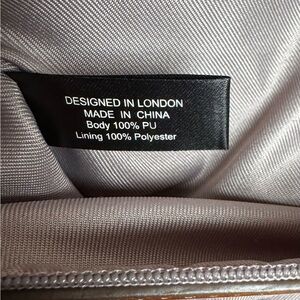 DESIGNED IN LONDON
MADE IN CHINA
Body 100% PU
Lining 100% Polyester